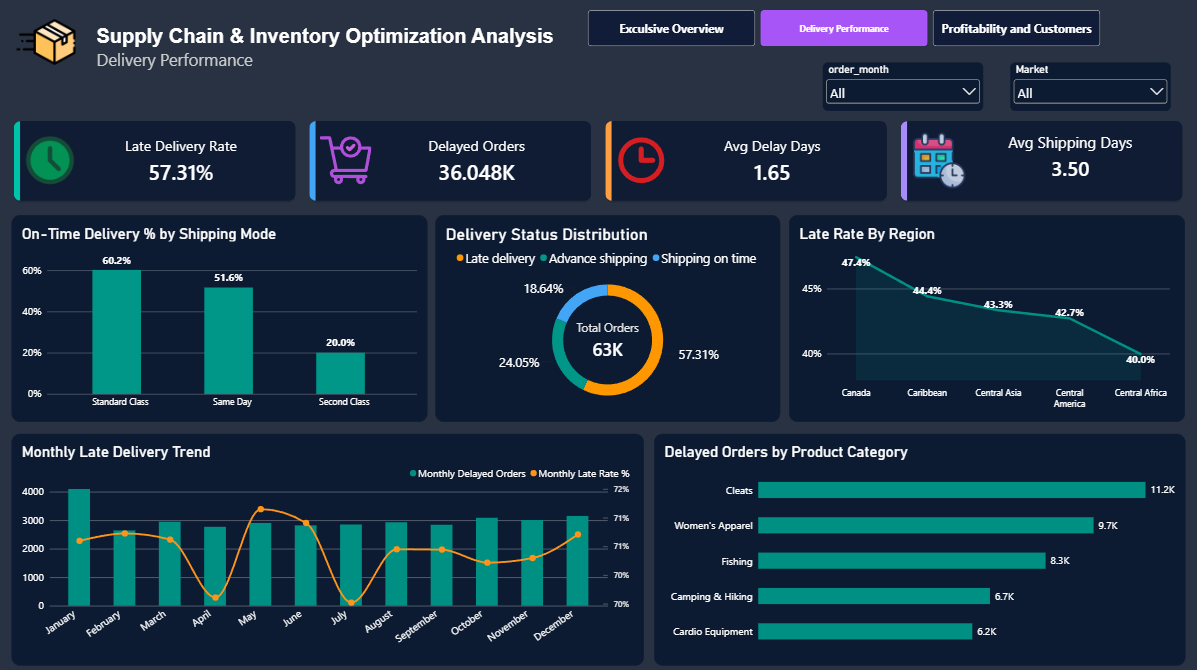 Supply Chain & Inventory Optimization Analysis
Delivery Performance
Exculsive Overview
Delivery Performance
Profitability and Customers
order_month
All
Market
All
Late Delivery Rate
57.31%
Delayed Orders
36.048K
Avg Delay Days
1.65
Avg Shipping Days
3.50
On-Time Delivery % by Shipping Mode
60%
40%
20%
0%
60.2%
51.6%
20.0%
Standard Class
Same Day
Second Class
Delivery Status Distribution
Late delivery
Advance shipping
Shipping on time
18.64%
24.05%
57.31%
Total Orders
63K
Late Rate By Region
45%
40%
47.4%
44.4%
43.3%
42.7%
40.0%
Canada
Caribbean
Central Asia
Central
America
Central Africa
Monthly Late Delivery Trend
Monthly Delayed Orders
Monthly Late Rate %
4000
3000
2000
1000
0
72%
71%
71%
70%
70%
January
February
March
April
May
June
July
August
September
October
November
December
Delayed Orders by Product Category
Cleats
11.2K
Women's Apparel
9.7K
Fishing
8.3K
Camping & Hiking
6.7K
Cardio Equipment
6.2K